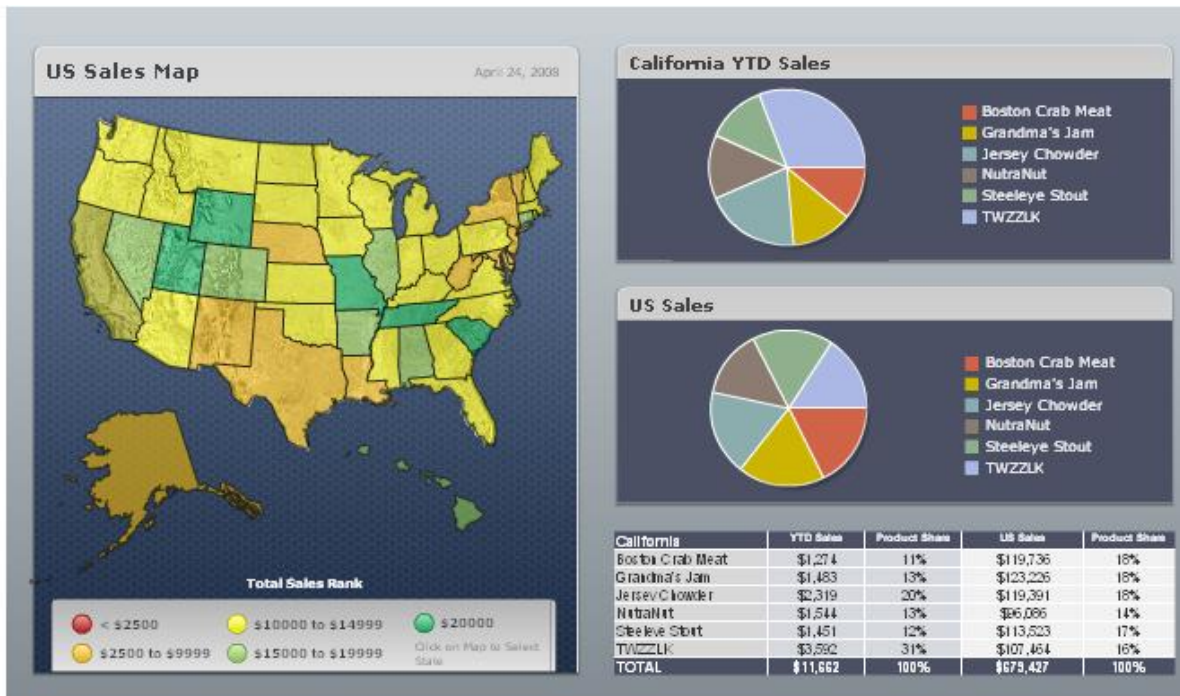 US Sales Map
April 24, 2008
Total Sales Rank
< $2500
$10000 to $14999
$20000
$2500 to $9999
$15000 to $19999
Click on Map to Select
State
California YTD Sales
Boston Crab Meat
Grandma's Jam
Jersey Chowder
NutraNut
Steeleye Stout
TWZZLK
US Sales
Boston Crab Meat
Grandma's Jam
Jersey Chowder
NutraNut
Steeleye Stout
TWZZLK
California YTD Sales Product Share US Sales Product Share
Boston Crab Meat $1,274 11% $119,736 18%
Grandma's Jam $1,483 13% $123,226 18%
Jersey Chowder $2,319 20% $119,391 18%
NutraNut $1,544 13% $96,086 14%
Steeleye Stout $1,451 12% $113,523 17%
TWZZLK $3,592 31% $107,464 16%
TOTAL $11,662 100% $679,427 100%